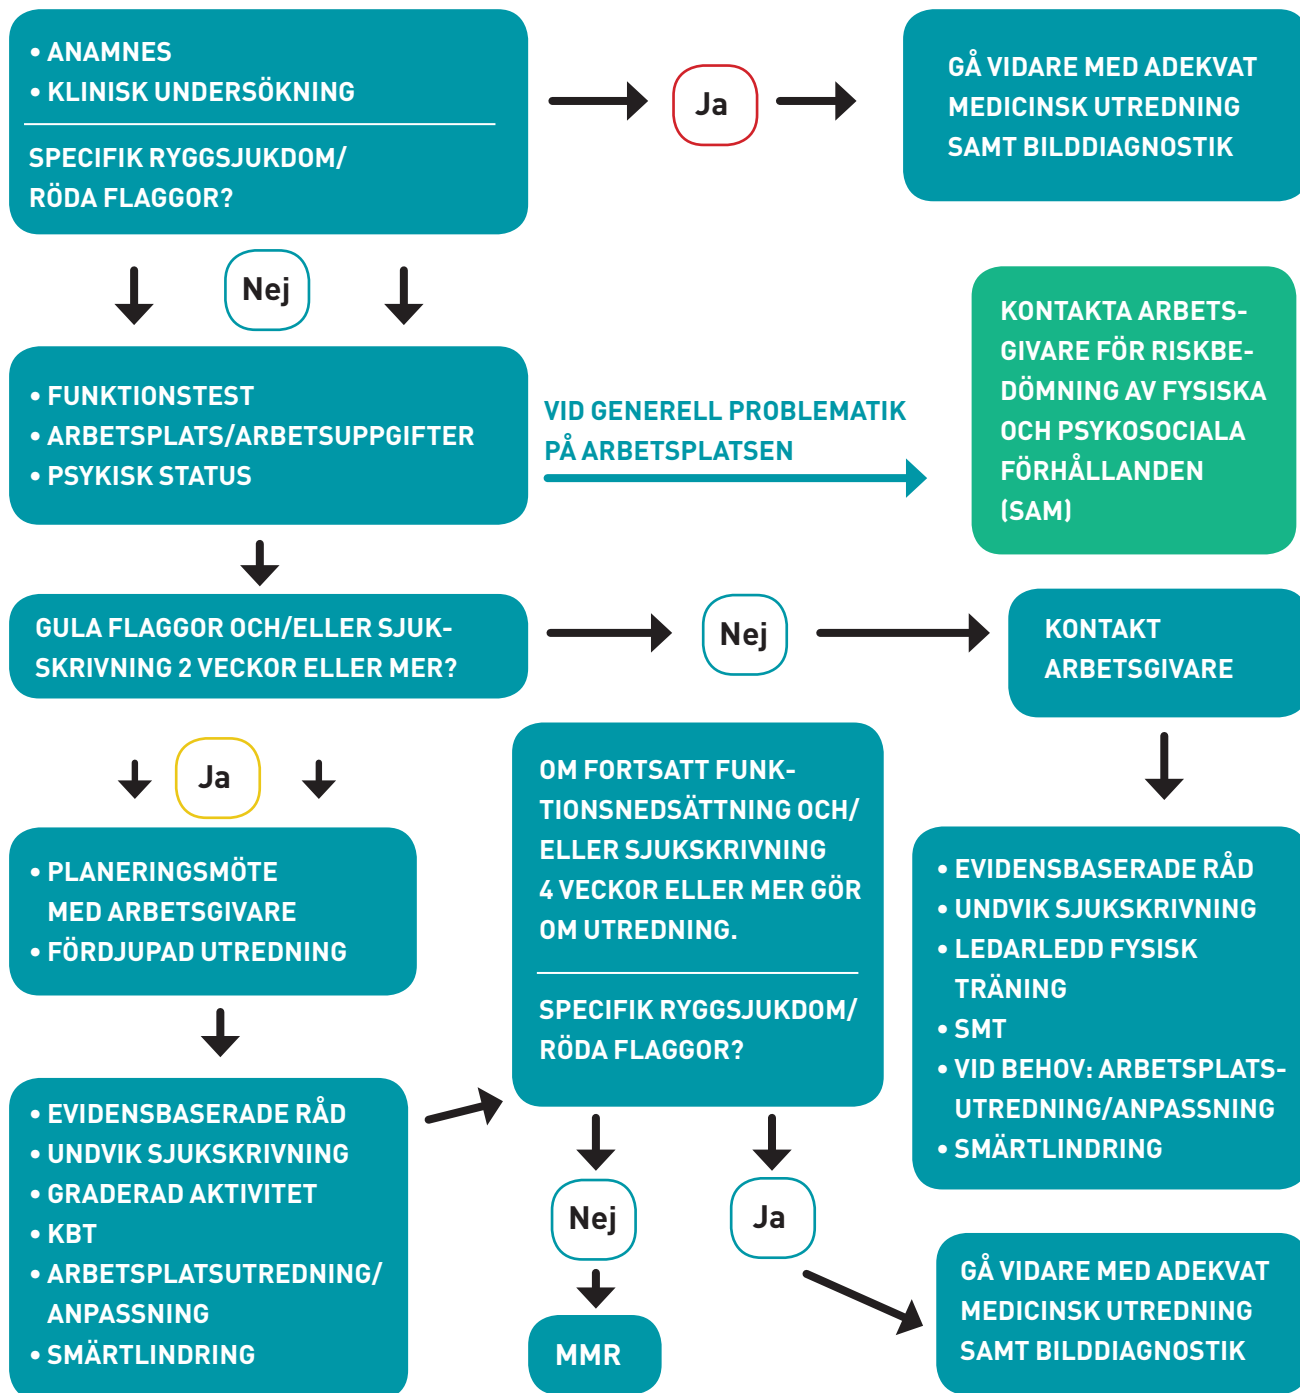 • ANAMNES
• KLINISK UNDERSÖKNING
SPECIFIK RYGGSJUKDOM/
RÖDA FLAGGOR?
Ja
GÅ VIDARE MED ADEKVAT
MEDICINSK UTREDNING
SAMT BILDDIAGNOSTIK
Nej
• FUNKTIONSTEST
• ARBETSPLATS/ARBETSUPPGIFTER
• PSYKISK STATUS
VID GENERELL PROBLEMATIK
PÅ ARBETSPLATSEN
KONTAKTA ARBETS-
GIVARE FÖR RISKBE-
DÖMNING AV FYSISKA
OCH PSYKOSOCIALA
FÖRHÅLLANDEN
(SAM)
GULA FLAGGOR OCH/ELLER SJUK-
SKRIVNING 2 VECKOR ELLER MER?
Nej
KONTAKT
ARBETSGIVARE
Ja
• PLANERINGSMÖTE
MED ARBETSGIVARE
• FÖRDJUPAD UTREDNING
• EVIDENSBASERADE RÅD
• UNDVIK SJUKSKRIVNING
• GRADERAD AKTIVITET
• KBT
• ARBETSPLATSUTREDNING/
ANPASSNING
• SMÄRTLINDRING
OM FORTSATT FUNK-
TIONSNEDSÄTTNING OCH/
ELLER SJUKSKRIVNING
4 VECKOR ELLER MER GÖR
OM UTREDNING.
SPECIFIK RYGGSJUKDOM/
RÖDA FLAGGOR?
Nej
Ja
MMR
• EVIDENSBASERADE RÅD
• UNDVIK SJUKSKRIVNING
• LEDARLEDD FYSISK
TRÄNING
• SMT
• VID BEHOV: ARBETSPLATS-
UTREDNING/ANPASSNING
• SMÄRTLINDRING
GÅ VIDARE MED ADEKVAT
MEDICINSK UTREDNING
SAMT BILDDIAGNOSTIK